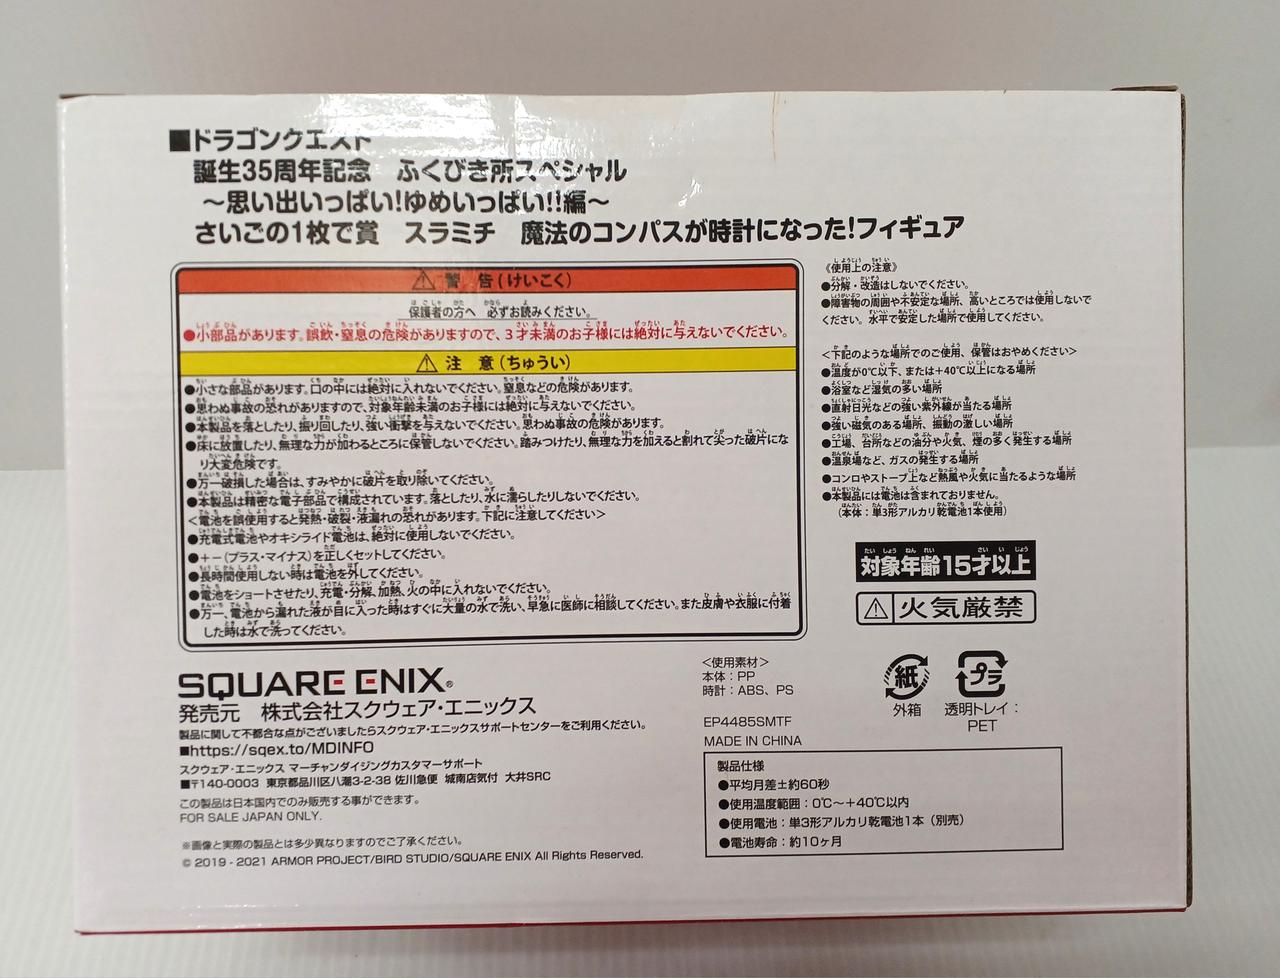 ■ドラゴンクエスト
誕生35周年記念 ふくびき所スペシャル
～思い出いっぱい!ゆめいっぱい!!編～
さいごの1枚で賞 スラミチ 魔法のコンパスが時計になった!フィギュア
⚠警 告(けいこく)
保護者の方へ 必ずお読みください。
●小部品があります。誤飲・窒息の危険がありますので、3才未満のお子様には絶対に与えないでください。
⚠注 意(ちゅうい)
●小さな部品があります。口の中には絶対に入れないでください。窒息などの危険があります。
●思わぬ事故の恐れがありますので、対象年齢未満のお子様には絶対に与えないでください。
●本製品を落としたり、振り回したり、強い衝撃を与えないでください。思わぬ事故の危険があります。
●床に放置したり、無理な力が加わるところに保管しないでください。踏みつけたり、無理な力を加えると割れて尖った破片にな
り大変危険です。
●万一破損した場合は、すみやかに破片を取り除いてください。
●本製品は精密な電子部品で構成されています。落としたり、水に濡らしたりしないでください。
＜電池を誤使用すると発熱・破裂・液漏れの恐れがあります。下記に注意してください＞
●充電式電池やオキシライド電池は、絶対に使用しないでください。
●＋－(プラス・マイナス)を正しくセットしてください。
●長時間使用しない時は電池を外してください。
●電池をショートさせたり、充電・分解、加熱、火の中に入れないでください。
●万一、電池から漏れた液が目に入った時はすぐに大量の水で洗い、早急に医師に相談してください。また皮膚や衣服に付着
した時は水で洗ってください。
《使用上の注意》
●分解・改造はしないでください。
●障害物の周囲や不安定な場所、高いところでは使用しないで
ください。水平で安定した場所で使用してください。
＜下記のような場所でのご使用、保管はおやめください＞
●温度が0℃以下、または+40℃以上になる場所
●浴室など湿気の多い場所
●直射日光などの強い紫外線が当たる場所
●強い磁気のある場所、振動の激しい場所
●工場、台所などの油分や火気、煙の多く発生する場所
●温泉場など、ガスの発生する場所
●コンロやストーブ上など熱風や火気に当たるような場所
●本製品には電池は含まれておりません。
(本体：単3形アルカリ乾電池1本使用)
対象年齢15才以上
⚠火気厳禁
SQUARE ENIX®
発売元 株式会社スクウェア・エニックス
製品に関して不都合な点がございましたらスクウェア・エニックスサポートセンターをご利用ください。
■https://sqex.to/MDINFO
スクウェア・エニックス マーチャンダイジングカスタマーサポート
■〒140-0003 東京都品川区八潮3-2-38 佐川急便 城南店気付 大井SRC
この製品は日本国内でのみ販売する事ができます。
FOR SALE JAPAN ONLY.
※画像と実際の製品とは多少異なりますのでご了承ください。
© 2019 - 2021 ARMOR PROJECT/BIRD STUDIO/SQUARE ENIX All Rights Reserved.
＜使用素材＞
本体：PP
時計：ABS、PS
EP4485SMTF
MADE IN CHINA
紙
外箱
プラ
透明トレイ：
PET
製品仕様
●平均月差±約60秒
●使用温度範囲：0℃～+40℃以内
●使用電池：単3形アルカリ乾電池1本（別売）
●電池寿命：約10ヶ月